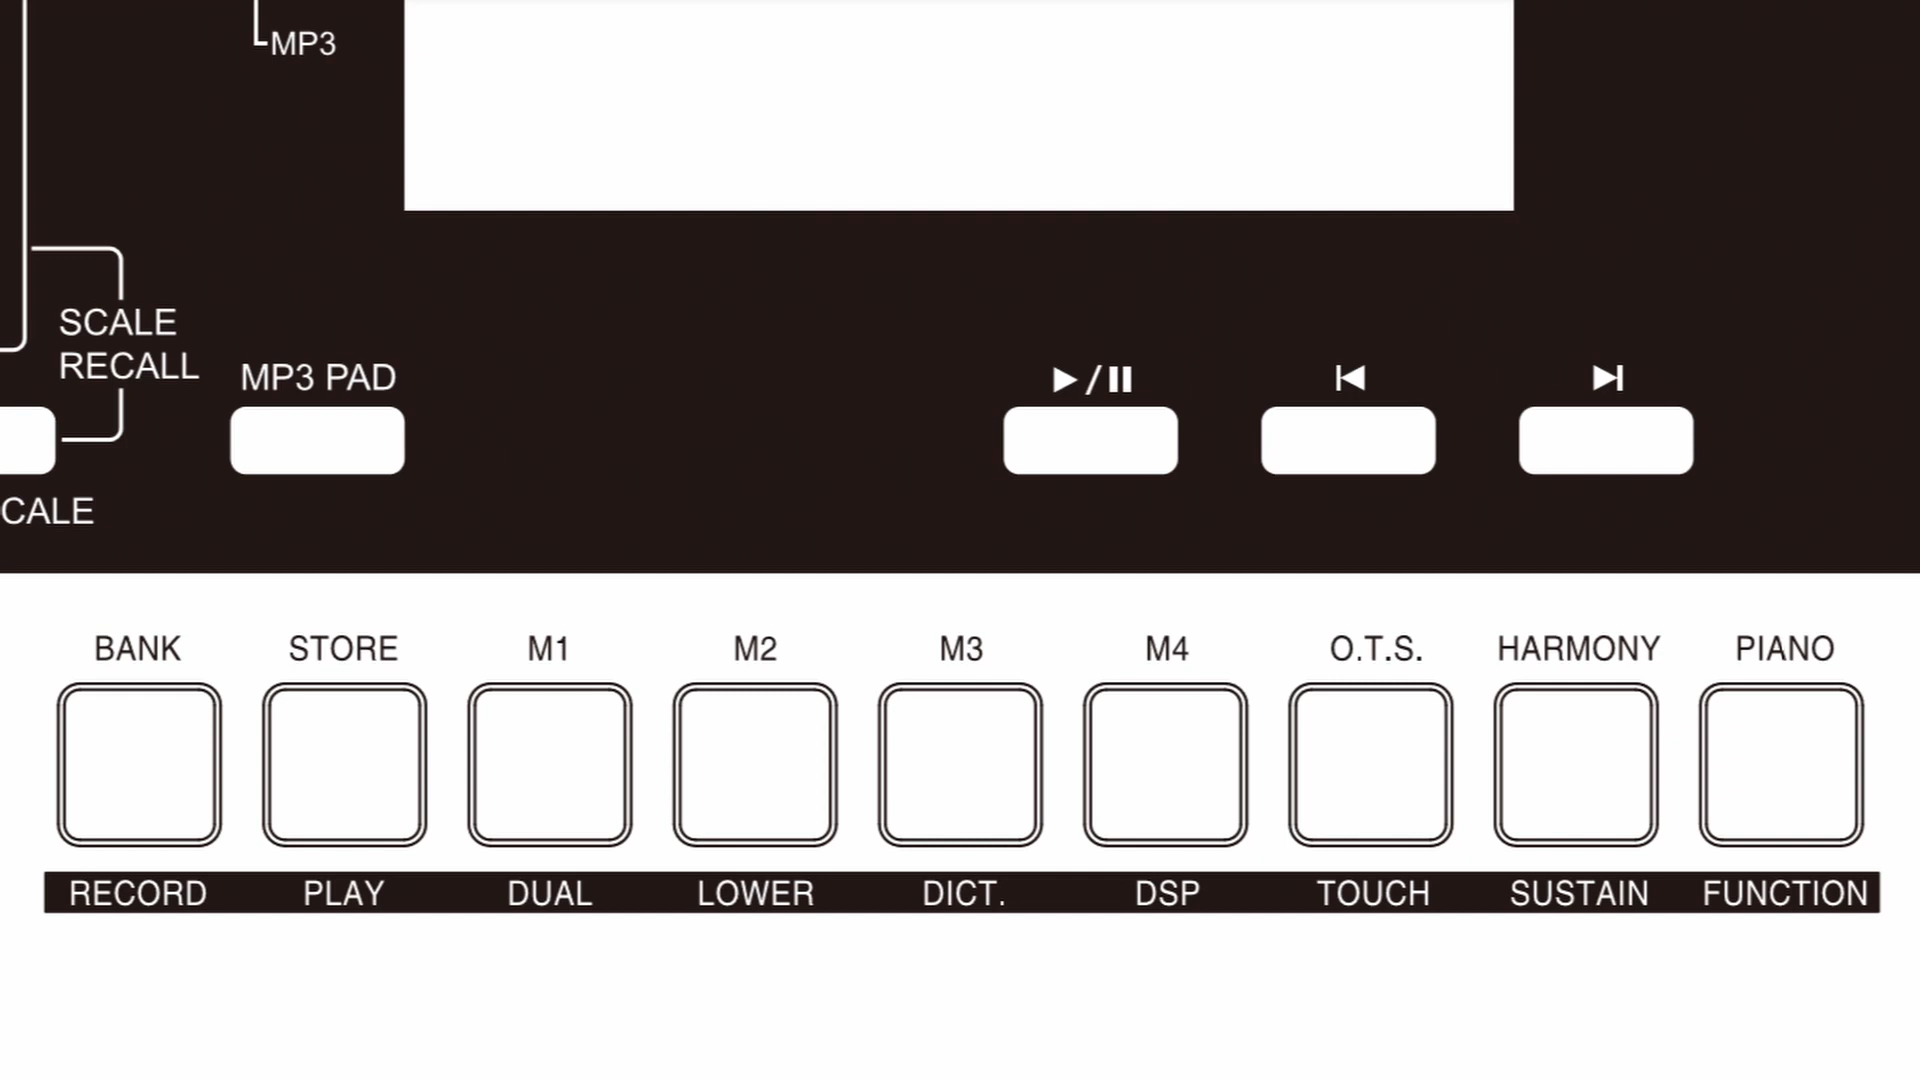 MP3
SCALE
RECALL
MP3 PAD
CALE
BANK STORE M1 M2 M3 M4 O.T.S. HARMONY PIANO
RECORD PLAY DUAL LOWER DICT. DSP TOUCH SUSTAIN FUNCTION